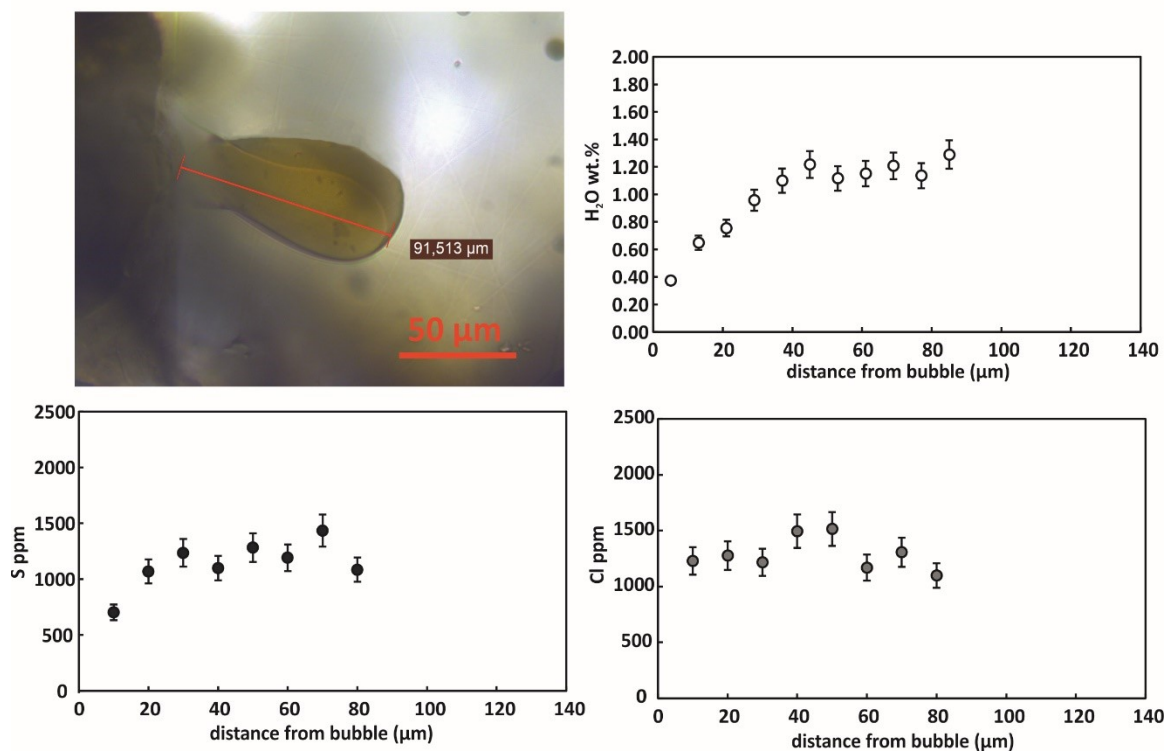 91,513 µm
50 µm
2.00
1.80
1.60
1.40
1.20
1.00
0.80
0.60
0.40
0.20
0.00
H₂O wt.%
0 20 40 60 80 100 120 140
distance from bubble (µm)
2500
2000
1500
1000
500
0
S ppm
0 20 40 60 80 100 120 140
distance from bubble (µm)
2500
2000
1500
1000
500
0
Cl ppm
0 20 40 60 80 100 120 140
distance from bubble (µm)